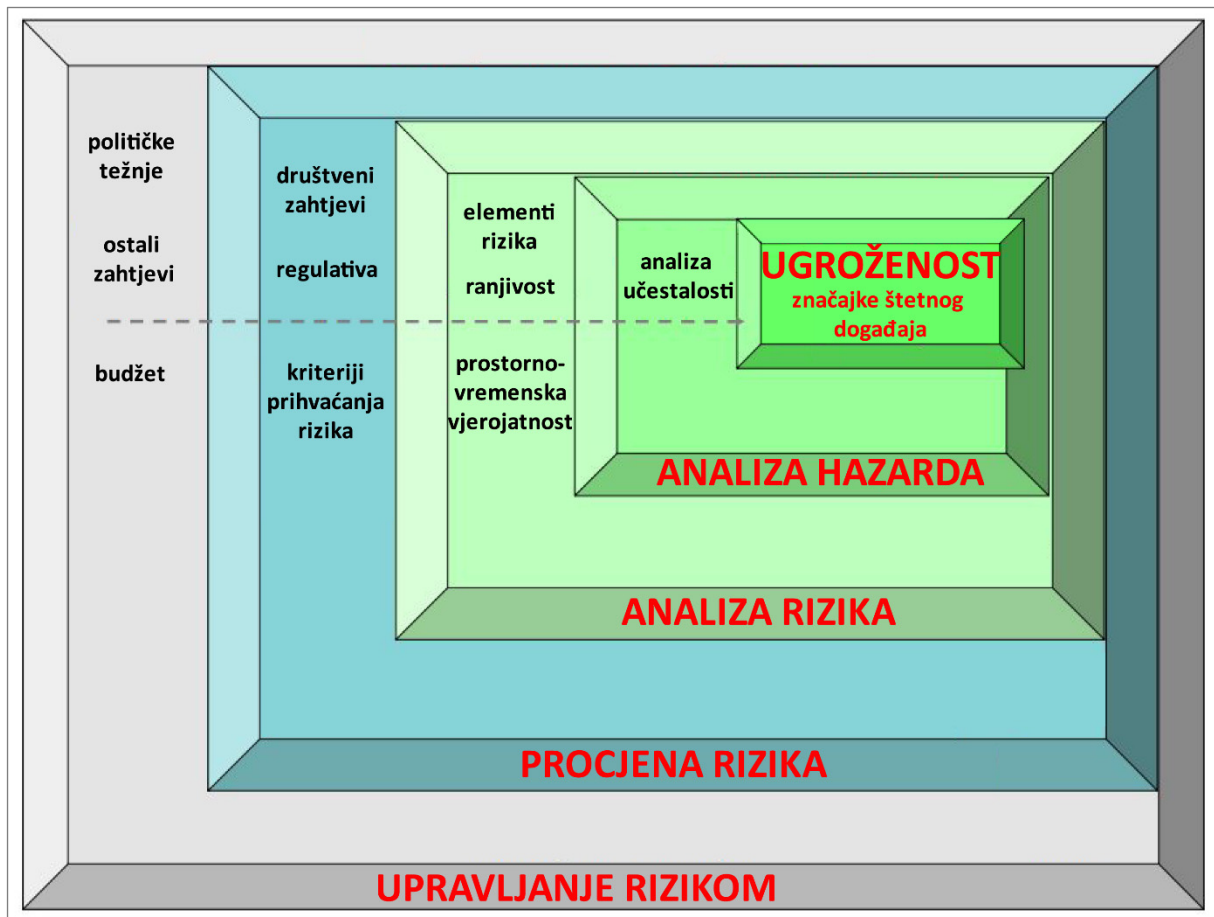 političke
težnje
ostali
zahtjevi
budžet
društveni
zahtjevi
regulativa
kriteriji
prihvaćanja
rizika
elementi
rizika
ranjivost
prostorno-
vremenska
vjerojatnost
analiza
učestalosti
UGROŽENOST
značajke štetnog
događaja
ANALIZA HAZARDA
ANALIZA RIZIKA
PROCJENA RIZIKA
UPRAVLJANJE RIZIKOM